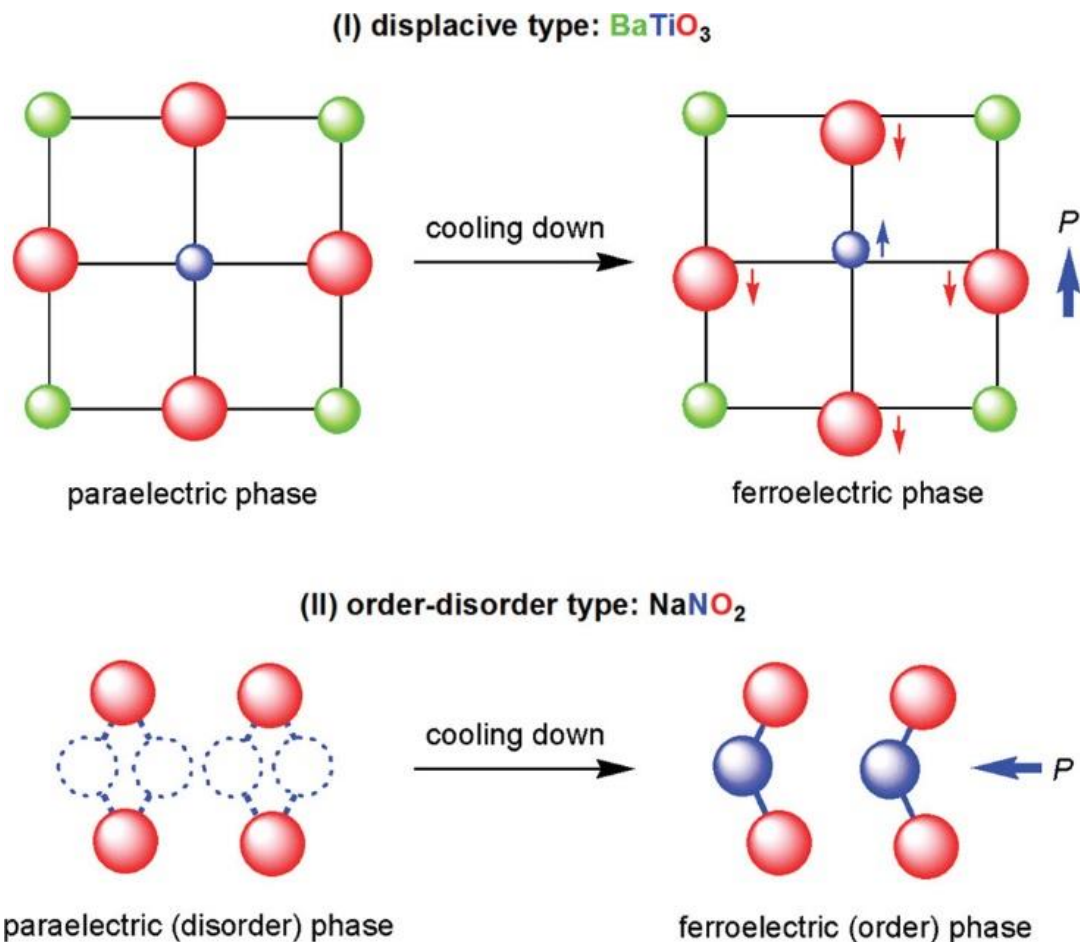 (I) displacive type: BaTiO₃
cooling down
P
paraelectric phase
ferroelectric phase
(II) order-disorder type: NaNO₂
cooling down
P
paraelectric (disorder) phase
ferroelectric (order) phase